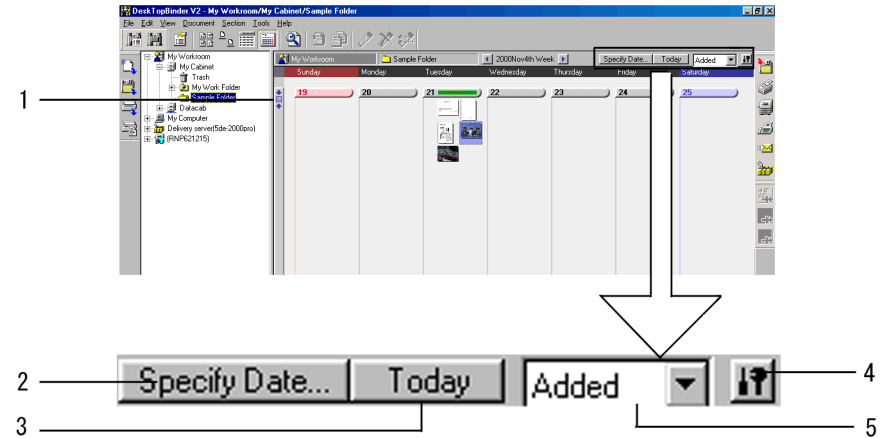 DeskTopBinder V2 - My Workroom/My Cabinet/Sample Folder
File Edit View Document Section Tools Help
My Workroom
My Cabinet
Trash
My Work Folder
Sample Folder
Datacab
My Computer
Delivery server(5de-2000pro)
(RNP621215)
My Workroom Sample Folder 2000Nov4th Week Specify Date... Today Added
Sunday Monday Tuesday Wednesday Thursday Friday Saturday
19 20 21 22 23 24 25
1
Specify Date... Today Added
2
3
4
5